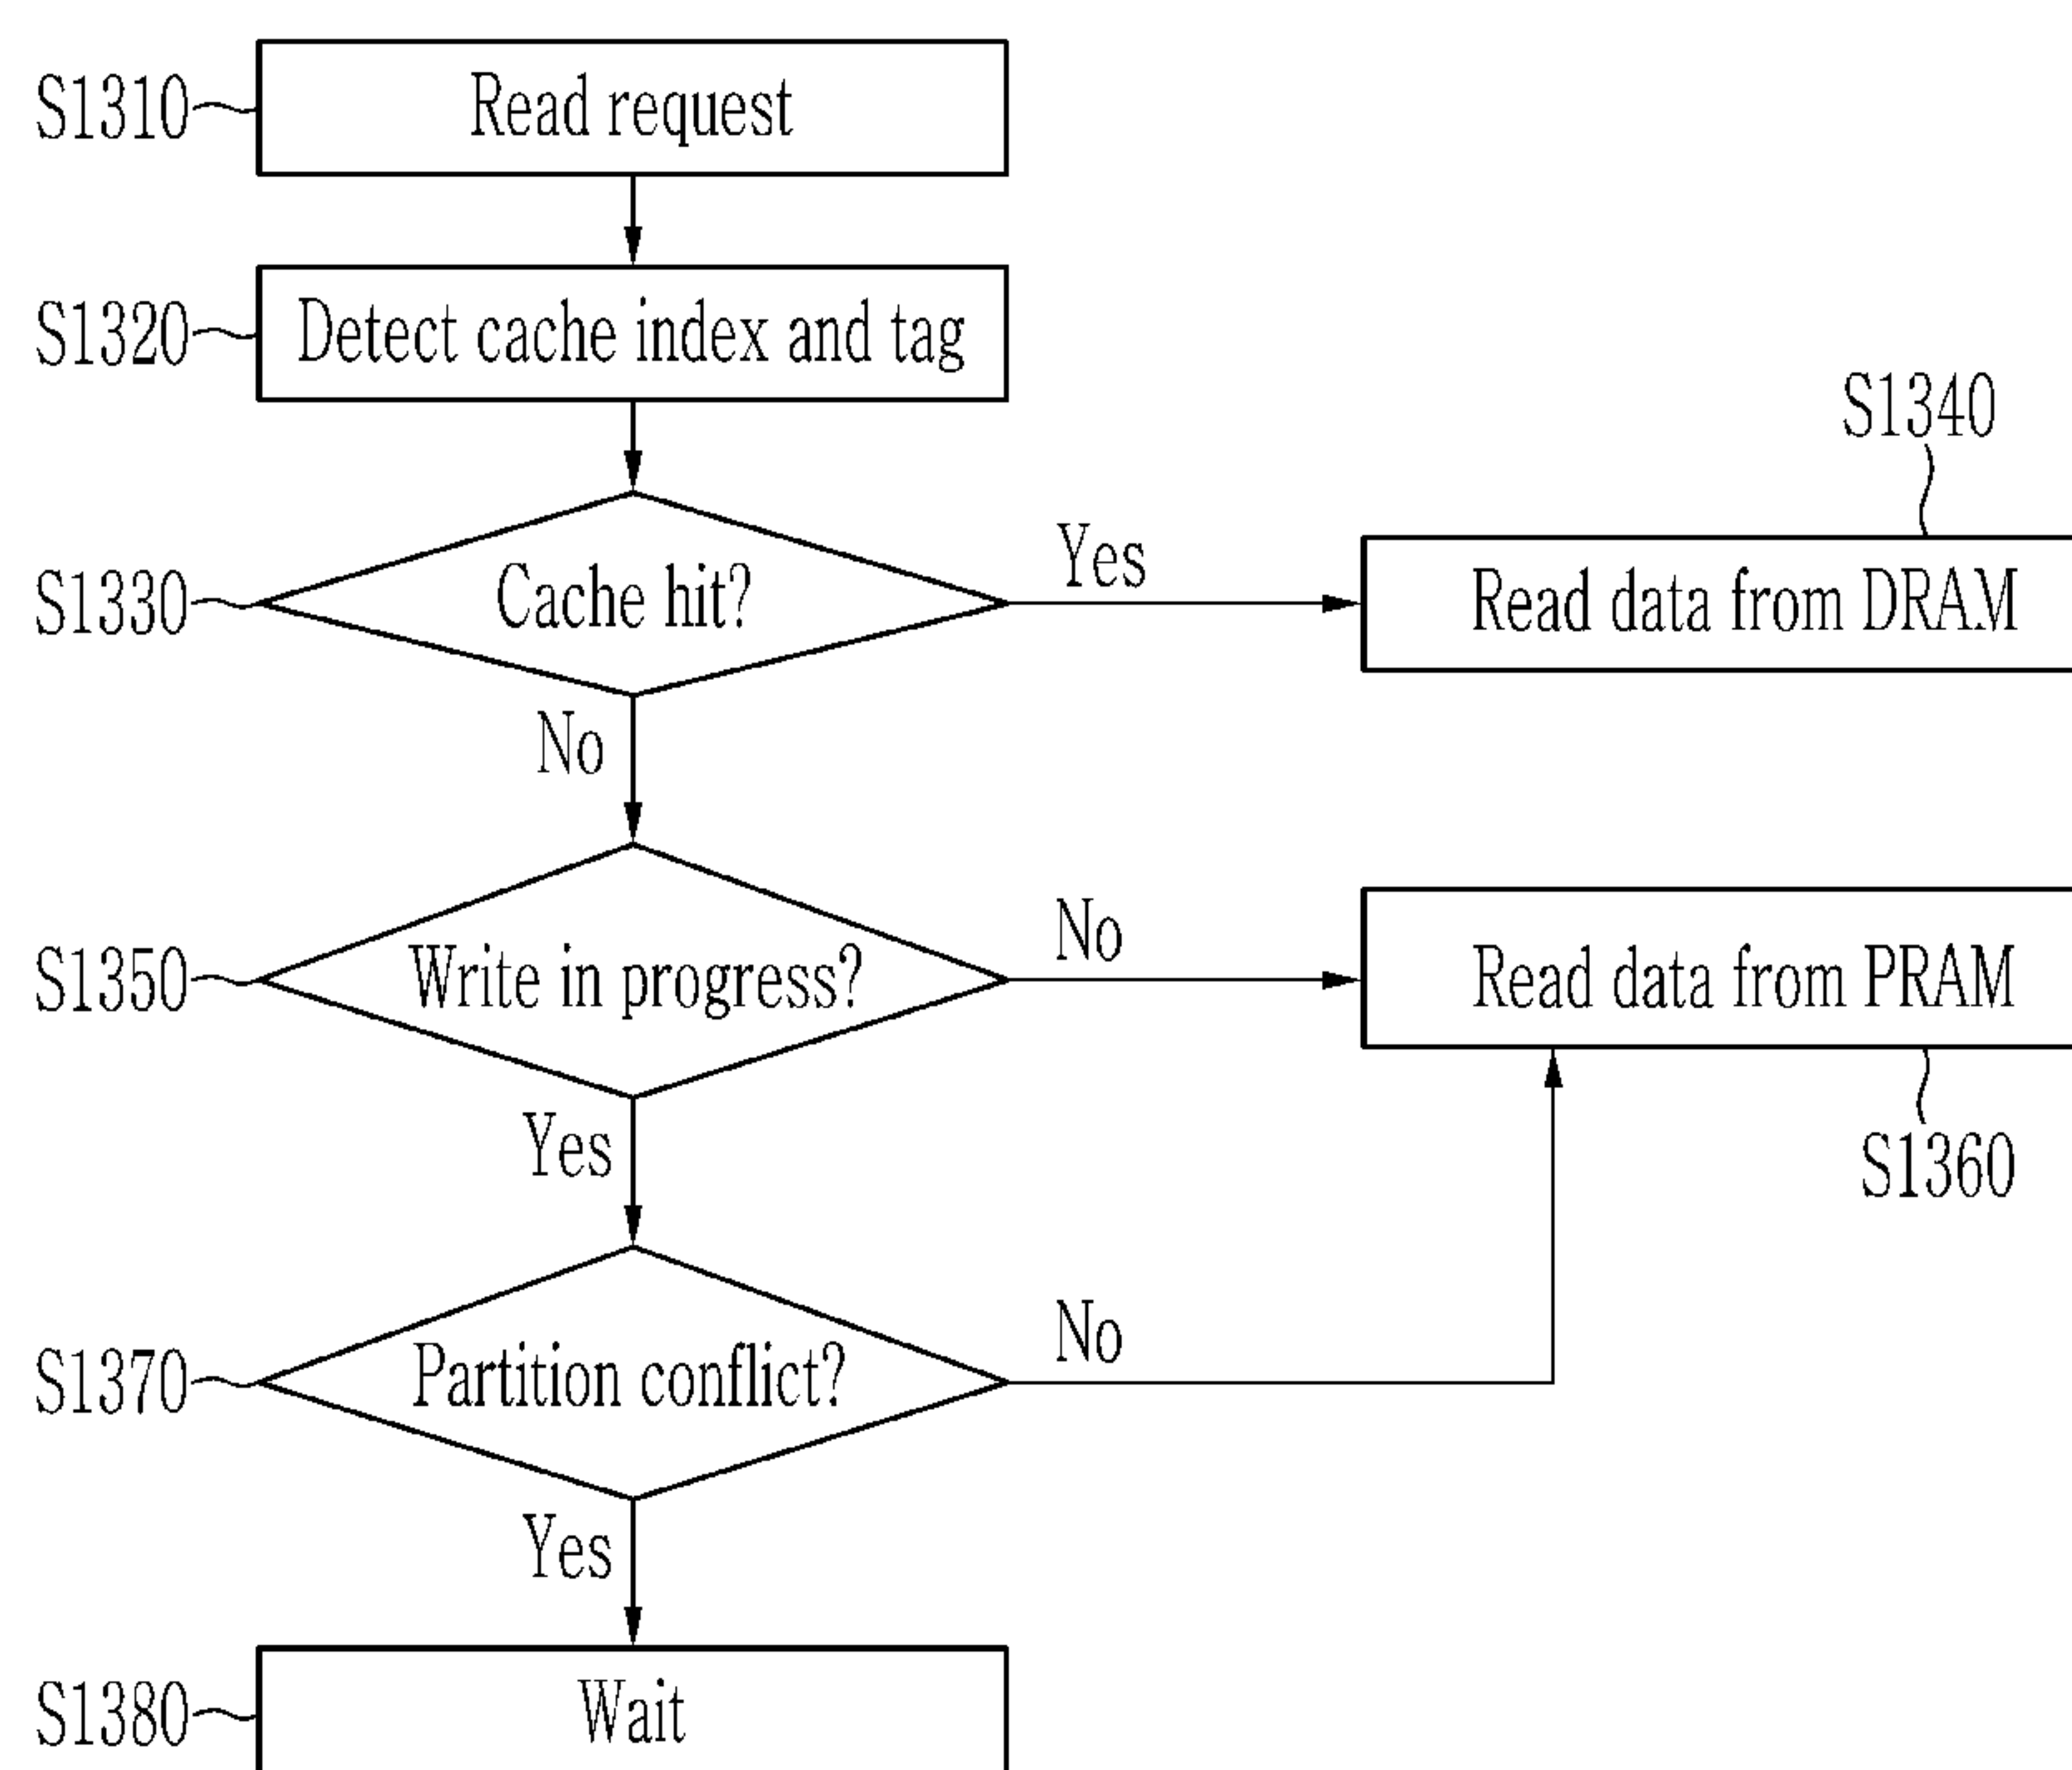 S1310
Read request
S1320
Detect cache index and tag
S1340
S1330
Cache hit?
Yes
Read data from DRAM
No
S1350
Write in progress?
No
Read data from PRAM
Yes
S1360
S1370
Partition conflict?
No
Yes
S1380
Wait